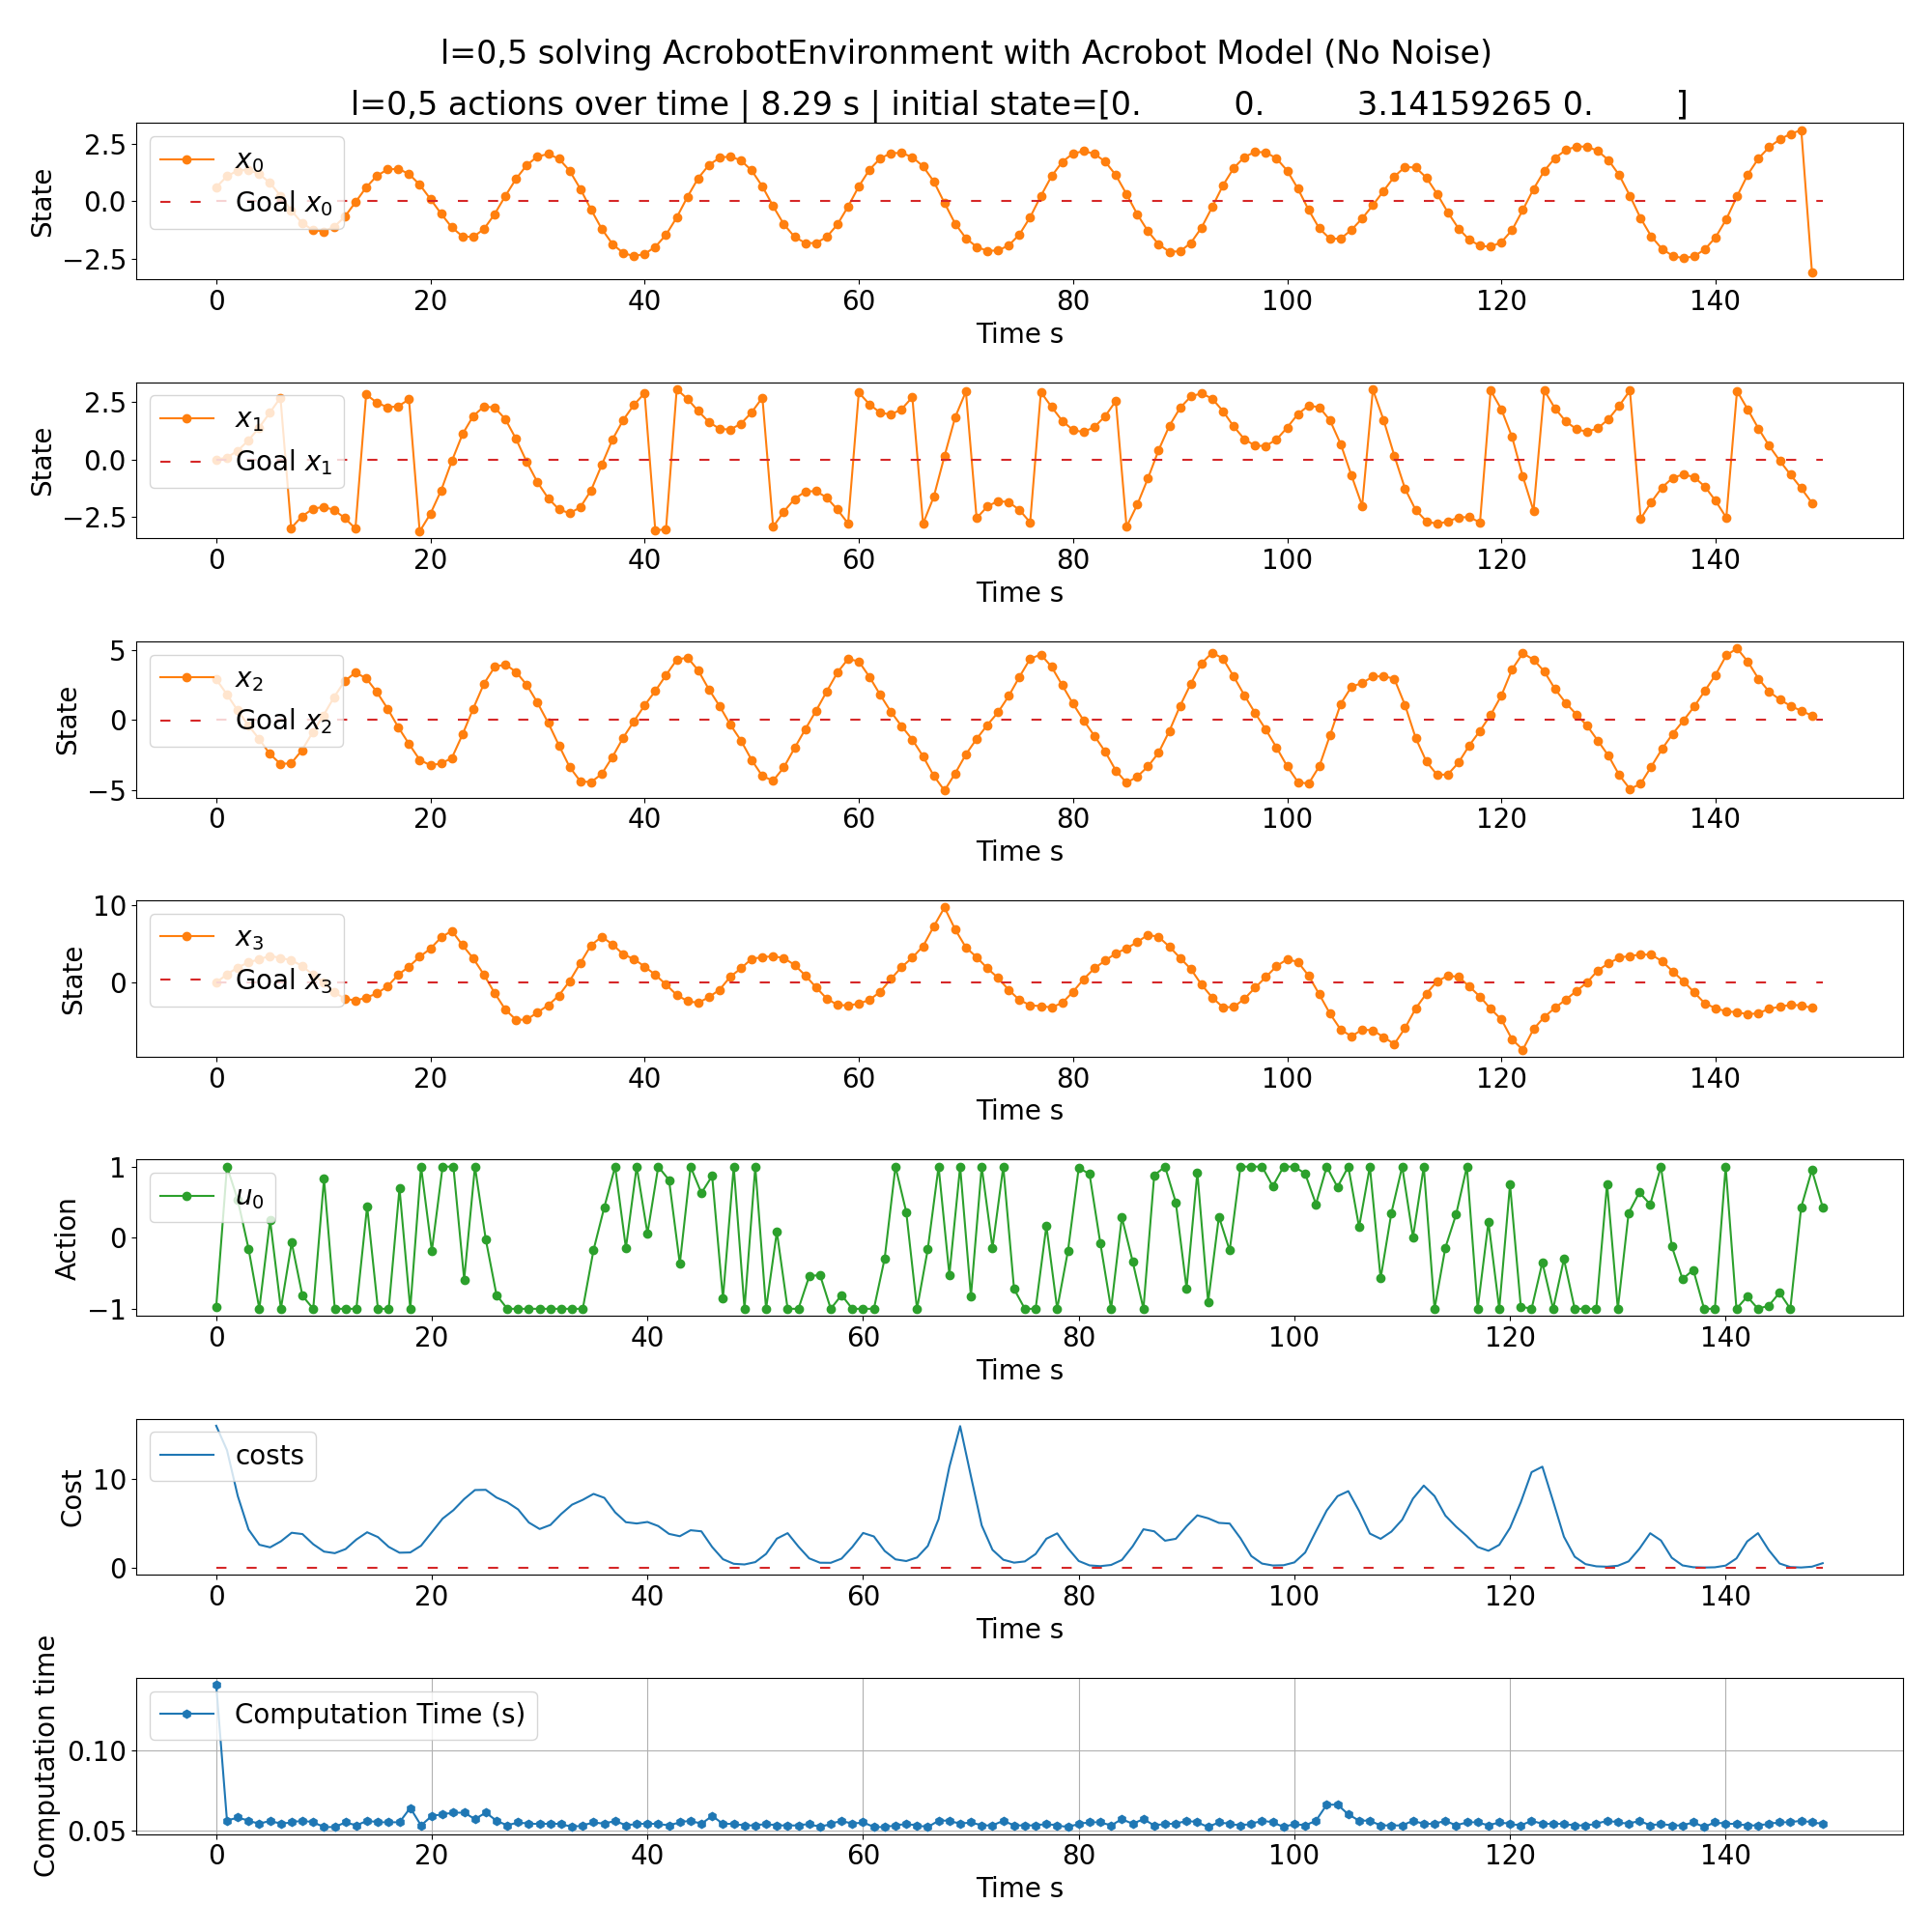 l=0,5 solving AcrobotEnvironment with Acrobot Model (No Noise)
l=0,5 actions over time | 8.29 s | initial state=[0. 0. 3.14159265 0. ]
State
2.5
0.0
−2.5
x0
Goal x0
0 20 40 60 80 100 120 140
Time s
State
2.5
0.0
−2.5
x1
Goal x1
0 20 40 60 80 100 120 140
Time s
State
5
0
−5
x2
Goal x2
0 20 40 60 80 100 120 140
Time s
State
10
0
x3
Goal x3
0 20 40 60 80 100 120 140
Time s
Action
1
0
−1
u0
0 20 40 60 80 100 120 140
Time s
Cost
10
0
costs
0 20 40 60 80 100 120 140
Time s
Computation time
0.10
0.05
Computation Time (s)
0 20 40 60 80 100 120 140
Time s